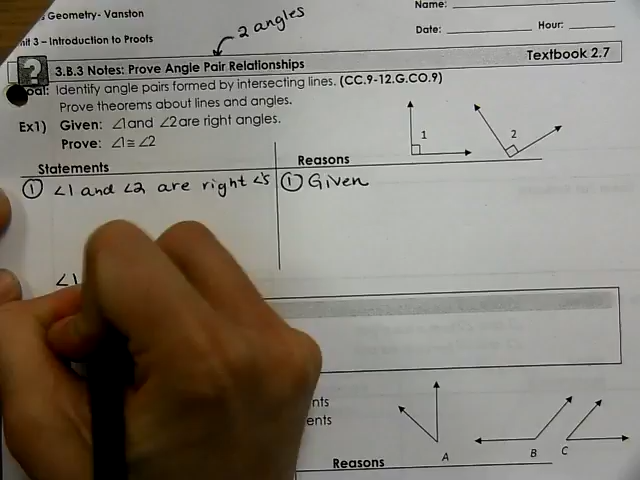 Geometry- Vanston
Name:
2 angles
Unit 3 – Introduction to Proofs
Date: Hour:
? 3.B.3 Notes: Prove Angle Pair Relationships
Textbook 2.7
Goal: Identify angle pairs formed by intersecting lines. (CC.9-12.G.CO.9)
Prove theorems about lines and angles.
Ex1) Given: ∠1and ∠2are right angles.
Prove: ∠1≅∠2
1
2
Statements
Reasons
① ∠1 and ∠2 are right ∠'s
① Given
∠1
nts
ents
A
B
C
Reasons